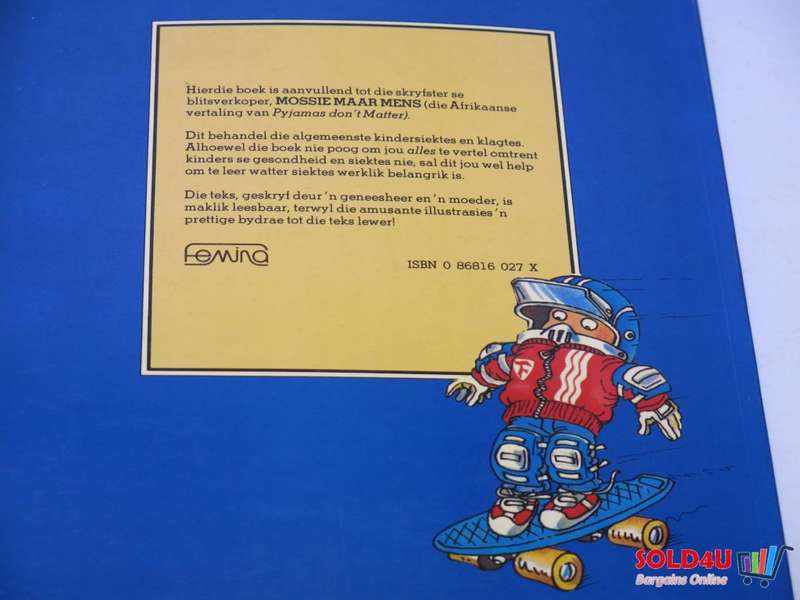 Hierdie boek is aanvullend tot die skryfster se
blitsverkoper, MOSSIE MAAR MENS (die Afrikaanse
vertaling van Pyjamas don't Matter).
Dit behandel die algemeenste kindersiektes en klagtes.
Alhoewel die boek nie poog om jou alles te vertel omtrent
kinders se gesondheid en siektes nie, sal dit jou wel help
om te leer watter siektes werklik belangrik is.
Die teks, geskryf deur 'n geneesheer en 'n moeder, is
maklik leesbaar, terwyl die amusante illustrasies 'n
prettige bydrae tot die teks lewer!
Femina
ISBN 0 86816 027 X
F
SOLD4U
Bargains Online